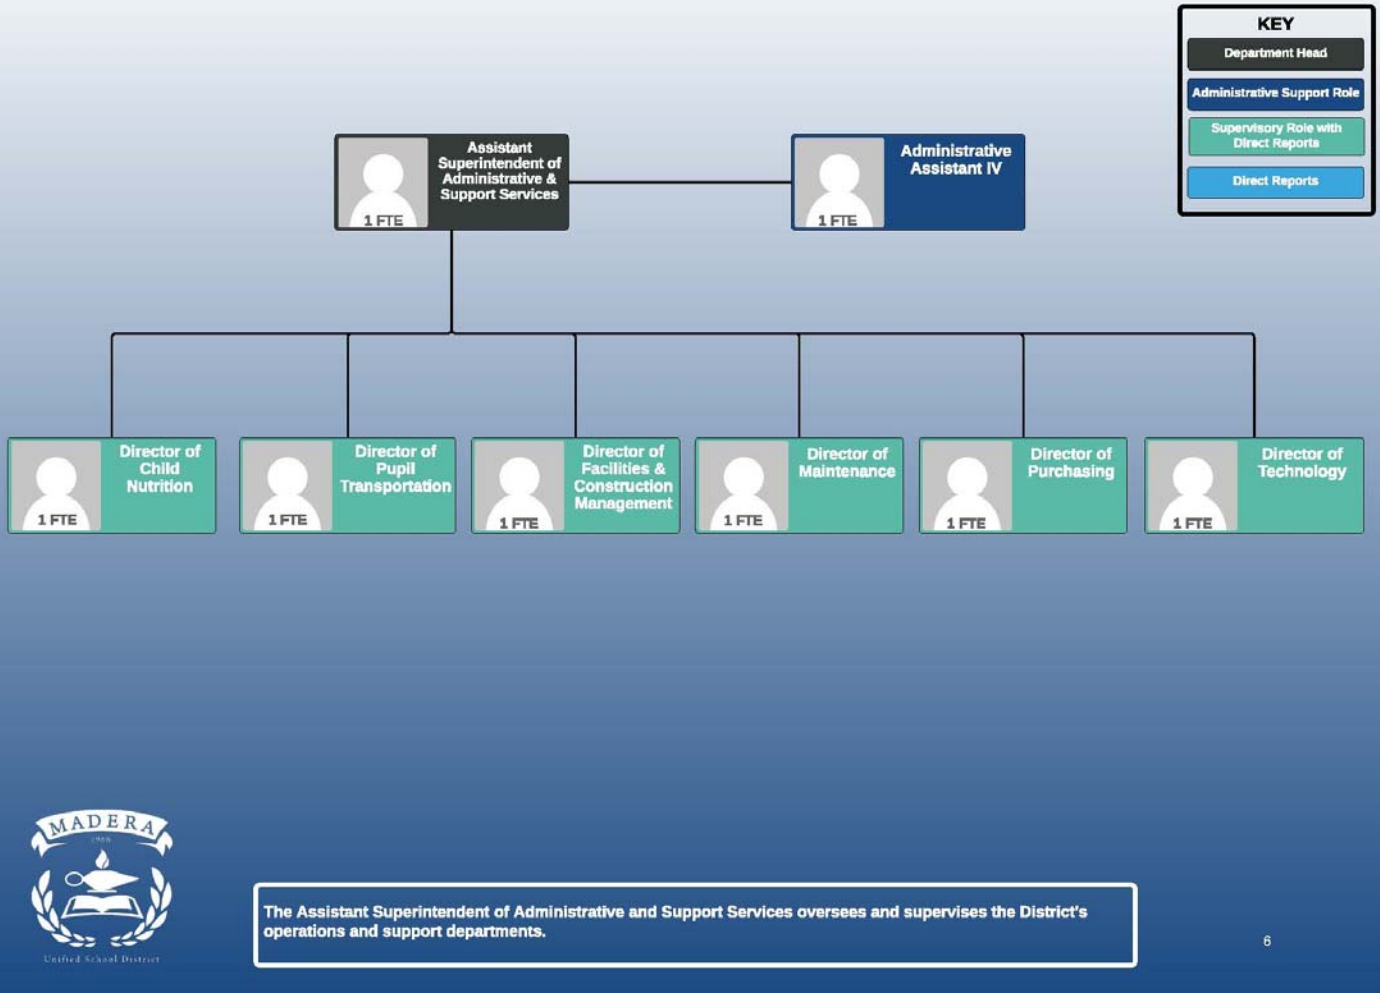 KEY
Department Head
Administrative Support Role
Supervisory Role with
Direct Reports
Direct Reports
Assistant
Superintendent of
Administrative &
Support Services
1 FTE
Administrative
Assistant IV
1 FTE
Director of
Child
Nutrition
1 FTE
Director of
Pupil
Transportation
1 FTE
Director of
Facilities &
Construction
Management
1 FTE
Director of
Maintenance
1 FTE
Director of
Purchasing
1 FTE
Director of
Technology
1 FTE
MADERA
Unified School District
The Assistant Superintendent of Administrative and Support Services oversees and supervises the District's
operations and support departments.
6